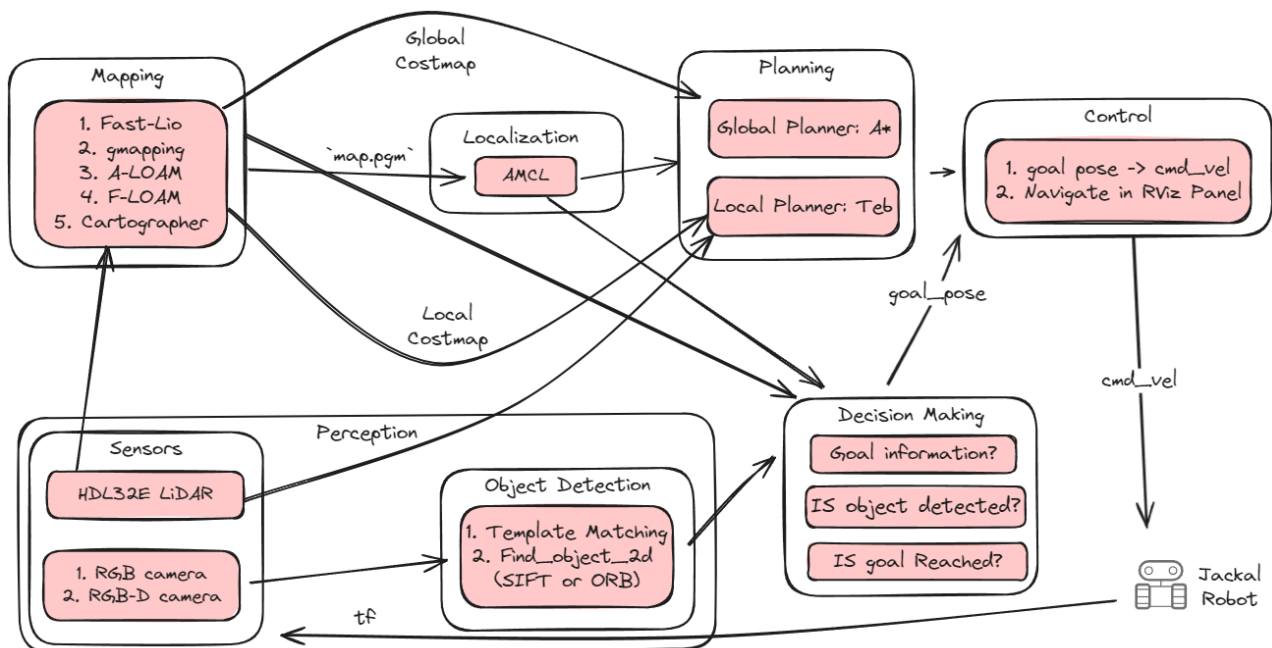 Mapping
1. Fast-Lio
2. gmapping
3. A-LOAM
4. F-LOAM
5. Cartographer
Global
Costmap
`map.pgm`
Localization
AMCL
Local
Costmap
Planning
Global Planner: A*
Local Planner: Teb
Control
1. goal pose -> cmd_vel
2. Navigate in RViz Panel
goal_pose
cmd_vel
Perception
Sensors
HDL32E LiDAR
1. RGB camera
2. RGB-D camera
Object Detection
1. Template Matching
2. Find_object_2d
(SIFT or ORB)
Decision Making
Goal information?
IS object detected?
IS goal Reached?
Jackal
Robot
tf